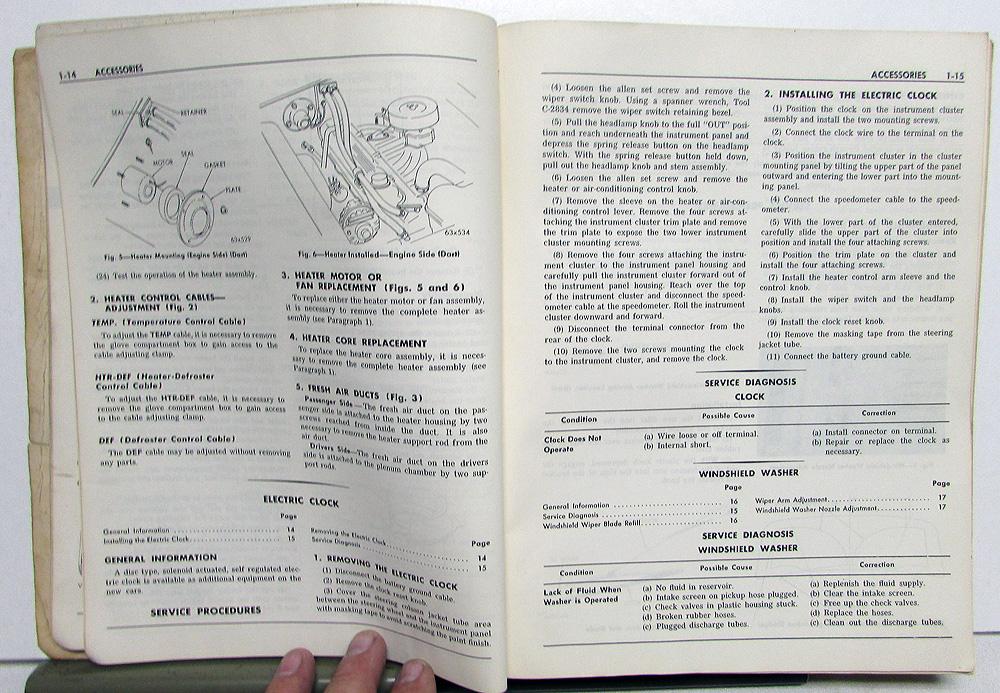 1-14 ACCESSORIES
SEAL
RETAINER
MOTOR
SEAL
GASKET
PLATE
63x529
Fig. 5—Heater Mounting (Engine Side) (Dart)
63x534
Fig. 6—Heater Installed—Engine Side (Dart)
(24) Test the operation of the heater assembly.
2. HEATER CONTROL CABLES—
ADJUSTMENT (Fig. 2)
TEMP. (Temperature Control Cable)
To adjust the TEMP cable, it is necessary to remove
the glove compartment box to gain access to the
cable adjusting clamp.
HTR-DEF (Heater-Defroster
Control Cable)
To adjust the HTR-DEF cable, it is necessary to
remove the glove compartment box to gain access
to the cable adjusting clamp.
DEF (Defroster Control Cable)
The DEF cable may be adjusted without removing
any parts.
3. HEATER MOTOR OR
FAN REPLACEMENT (Figs. 5 and 6)
To replace either the heater motor or fan assembly,
it is necessary to remove the complete heater as-
sembly (see Paragraph 1).
4. HEATER CORE REPLACEMENT
To replace the heater core assembly, it is neces-
sary to remove the complete heater assembly (see
Paragraph 1).
5. FRESH AIR DUCTS (Fig. 3)
Passenger Side—The fresh air duct on the pas-
senger side is attached to the heater housing by two
screws reached from inside the duct. It is also
necessary to remove the heater support rod from the
air duct.
Drivers Side—The fresh air duct on the drivers
side is attached to the plenum chamber by two sup-
port rods.
ELECTRIC CLOCK
Page
General Information ........ 14
Installing the Electric Clock ........ 15
Page
Removing the Electric Clock ........ 14
Service Diagnosis ........ 15
GENERAL INFORMATION
A disc type, solenoid actuated, self regulated elec-
tric clock is available as additional equipment on the
new cars.
SERVICE PROCEDURES
1. REMOVING THE ELECTRIC CLOCK
(1) Disconnect the battery ground cable.
(2) Remove the clock reset knob.
(3) Cover the steering column jacket tube area
between the steering wheel and the instrument panel
with masking tape to avoid scratching the paint finish.
ACCESSORIES 1-15
(4) Loosen the allen set screw and remove the
wiper switch knob. Using a spanner wrench, Tool
C-2834 remove the wiper switch retaining bezel.
(5) Pull the headlamp knob to the full "OUT" posi-
tion and reach underneath the instrument panel and
depress the spring release button on the headlamp
switch. With the spring release button held down,
pull out the headlamp knob and stem assembly.
(6) Loosen the allen set screw and remove the
heater or air-conditioning control knob.
(7) Remove the sleeve on the heater or air-con-
ditioning control lever. Remove the four screws at-
taching the instrument cluster trim plate and remove
the trim plate to expose the two lower instrument
cluster mounting screws.
(8) Remove the four screws attaching the instru-
ment cluster to the instrument panel housing and
carefully pull the instrument cluster forward out of
the instrument panel housing. Reach over the top
of the instrument cluster and disconnect the speed-
ometer cable at the speedometer. Roll the instrument
cluster downward and forward.
(9) Disconnect the terminal connector from the
rear of the clock.
(10) Remove the two screws mounting the clock
to the instrument cluster, and remove the clock.
2. INSTALLING THE ELECTRIC CLOCK
(1) Position the clock on the instrument cluster
assembly and install the two mounting screws.
(2) Connect the clock wire to the terminal on the
clock.
(3) Position the instrument cluster in the cluster
mounting panel by tilting the upper part of the panel
outward and entering the lower part into the mount-
ing panel.
(4) Connect the speedometer cable to the speed-
ometer.
(5) With the lower part of the cluster entered,
carefully slide the upper part of the cluster into
position and install the four attaching screws.
(6) Position the trim plate on the cluster and
install the four attaching screws.
(7) Install the heater control arm sleeve and the
control knob.
(8) Install the wiper switch and the headlamp
knobs.
(9) Install the clock reset knob.
(10) Remove the masking tape from the steering
jacket tube.
(11) Connect the battery ground cable.
SERVICE DIAGNOSIS
CLOCK
Condition Possible Cause Correction
Clock Does Not (a) Wire loose or off terminal. (a) Install connector on terminal.
Operate (b) Internal short. (b) Repair or replace the clock as
necessary.
WINDSHIELD WASHER
Page Page
General Information ........ 16 Wiper Arm Adjustment ........ 17
Service Diagnosis ........ 15 Windshield Washer Nozzle Adjustment ........ 17
Windshield Wiper Blade Refill ........ 16
SERVICE DIAGNOSIS
WINDSHIELD WASHER
Condition Possible Cause Correction
Lack of Fluid When (a) No fluid in reservoir. (a) Replenish the fluid supply.
Washer is Operated (b) Intake screen on pickup hose plugged. (b) Clear the intake screen.
(c) Check valves in plastic housing stuck. (c) Free up the check valves.
(d) Broken rubber hoses. (d) Replace the hoses.
(e) Plugged discharge tubes. (e) Clean out the discharge tubes.